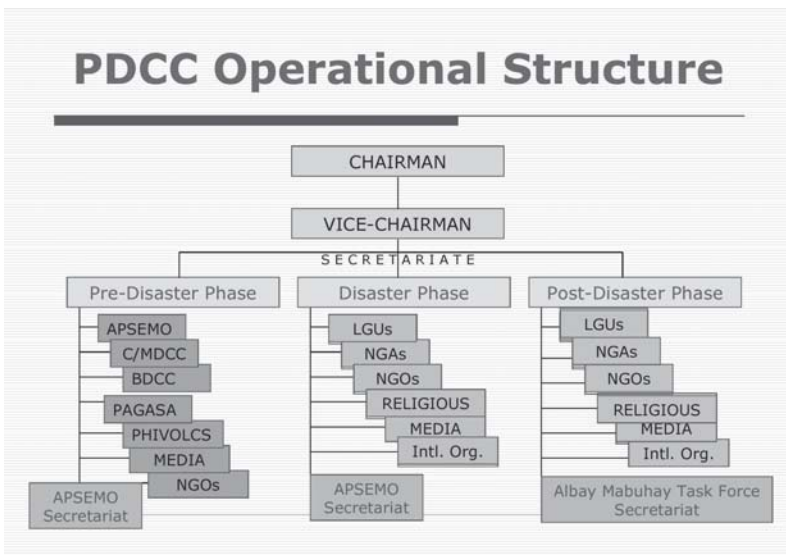 PDCC Operational Structure
CHAIRMAN
VICE-CHAIRMAN
SECRETARIATE
Pre-Disaster Phase
APSEMO
C/MDCC
BDCC
PAGASA
PHIVOLCS
MEDIA
NGOs
APSEMO
Secretariat
Disaster Phase
LGUs
NGAs
NGOs
RELIGIOUS
MEDIA
Intl. Org.
APSEMO
Secretariat
Post-Disaster Phase
LGUs
NGAs
NGOs
RELIGIOUS
MEDIA
Intl. Org.
Albay Mabuhay Task Force
Secretariat